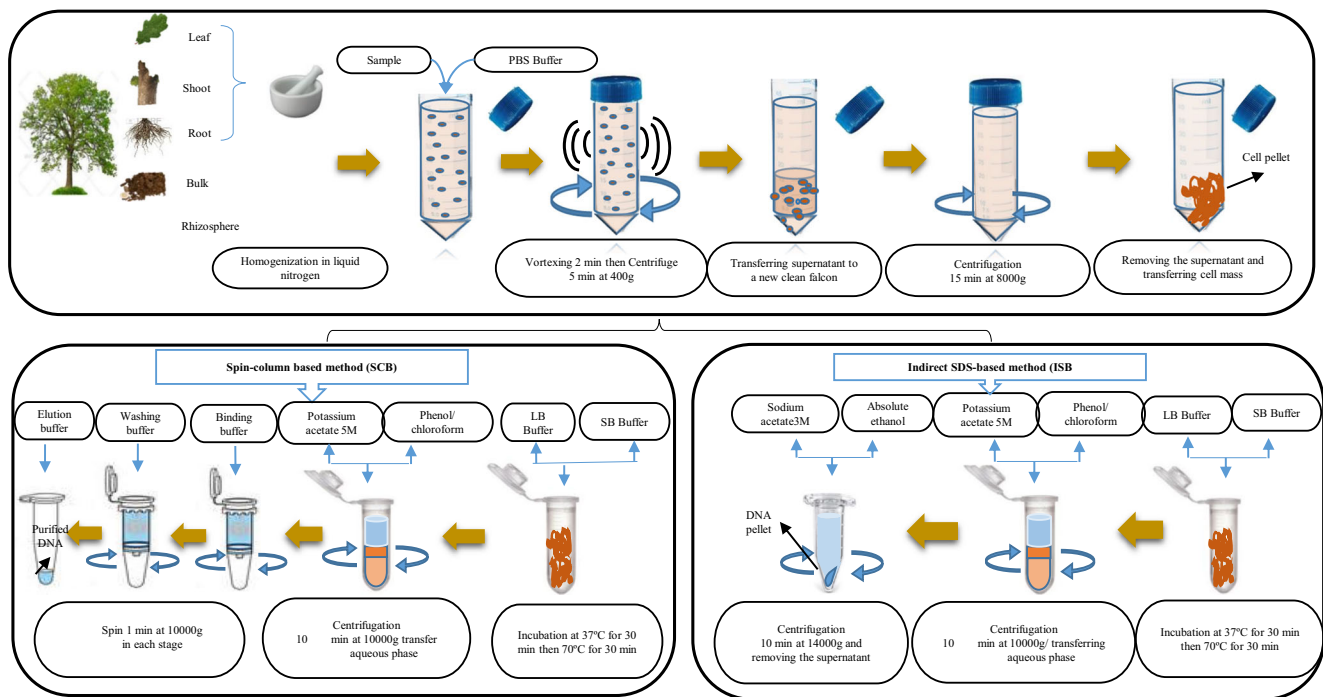 Leaf
Shoot
Root
Bulk
Rhizosphere
Sample
PBS Buffer
Cell pellet
Homogenization in liquid
nitrogen
Vortexing 2 min then Centrifuge
5 min at 400g
Transferring supernatant to
a new clean falcon
Centrifugation
15 min at 8000g
Removing the supernatant and
transferring cell mass
Spin-column based method (SCB)
Elution
buffer
Washing
buffer
Binding
buffer
Potassium
acetate 5M
Phenol/
chloroform
LB
Buffer
SB Buffer
Purified
DNA
Spin 1 min at 10000g
in each stage
Centrifugation
10 min at 10000g transfer
aqueous phase
Incubation at 37ºC for 30
min then 70ºC for 30 min
Indirect SDS-based method (ISB
Sodium
acetate3M
Absolute
ethanol
Potassium
acetate 5M
Phenol/
chloroform
LB Buffer
SB Buffer
DNA
pellet
Centrifugation
10 min at 14000g and
removing the supernatant
Centrifugation
10 min at 10000g/ transferring
aqueous phase
Incubation at 37ºC for 30 min
then 70ºC for 30 min